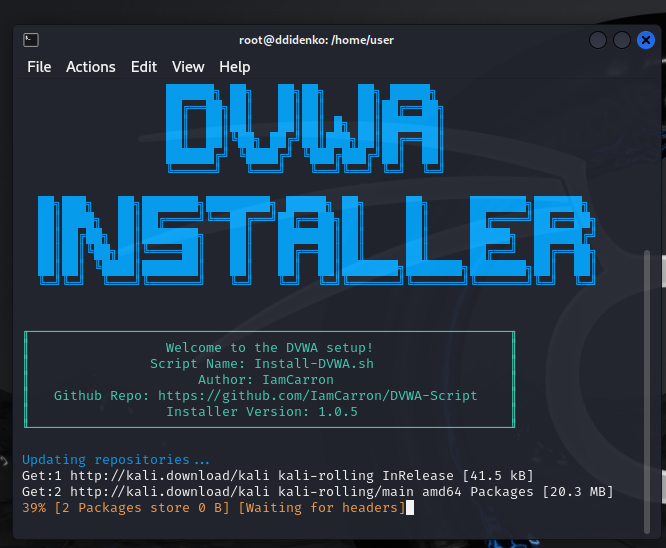 root@ddidenko: /home/user
File Actions Edit View Help
DVWA
INSTALLER
Welcome to the DVWA setup!
Script Name: Install-DVWA.sh
Author: IamCarron
Github Repo: https://github.com/IamCarron/DVWA-Script
Installer Version: 1.0.5
Updating repositories...
Get:1 http://kali.download/kali kali-rolling InRelease [41.5 kB]
Get:2 http://kali.download/kali kali-rolling/main amd64 Packages [20.3 MB]
39% [2 Packages store 0 B] [Waiting for headers]